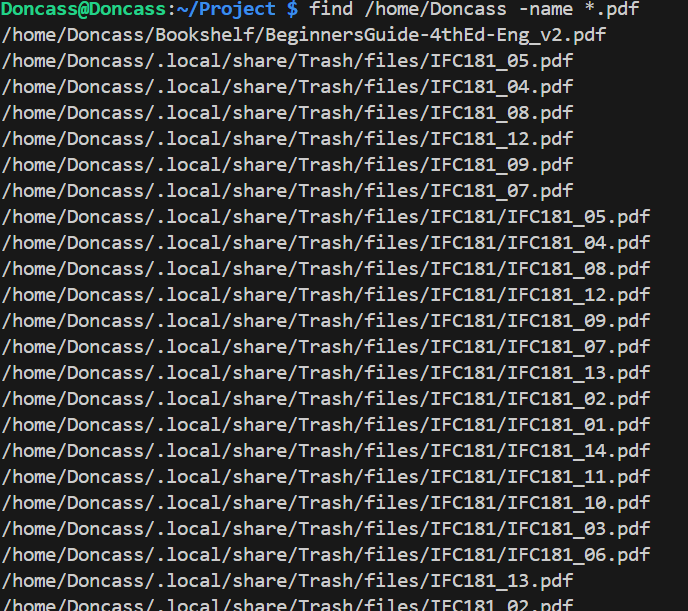 Doncass@Doncass:~/Project $ find /home/Doncass -name *.pdf
/home/Doncass/Bookshelf/BeginnersGuide-4thEd-Eng_v2.pdf
/home/Doncass/.local/share/Trash/files/IFC181_05.pdf
/home/Doncass/.local/share/Trash/files/IFC181_04.pdf
/home/Doncass/.local/share/Trash/files/IFC181_08.pdf
/home/Doncass/.local/share/Trash/files/IFC181_12.pdf
/home/Doncass/.local/share/Trash/files/IFC181_09.pdf
/home/Doncass/.local/share/Trash/files/IFC181_07.pdf
/home/Doncass/.local/share/Trash/files/IFC181/IFC181_05.pdf
/home/Doncass/.local/share/Trash/files/IFC181/IFC181_04.pdf
/home/Doncass/.local/share/Trash/files/IFC181/IFC181_08.pdf
/home/Doncass/.local/share/Trash/files/IFC181/IFC181_12.pdf
/home/Doncass/.local/share/Trash/files/IFC181/IFC181_09.pdf
/home/Doncass/.local/share/Trash/files/IFC181/IFC181_07.pdf
/home/Doncass/.local/share/Trash/files/IFC181/IFC181_13.pdf
/home/Doncass/.local/share/Trash/files/IFC181/IFC181_02.pdf
/home/Doncass/.local/share/Trash/files/IFC181/IFC181_01.pdf
/home/Doncass/.local/share/Trash/files/IFC181/IFC181_14.pdf
/home/Doncass/.local/share/Trash/files/IFC181/IFC181_11.pdf
/home/Doncass/.local/share/Trash/files/IFC181/IFC181_10.pdf
/home/Doncass/.local/share/Trash/files/IFC181/IFC181_03.pdf
/home/Doncass/.local/share/Trash/files/IFC181/IFC181_06.pdf
/home/Doncass/.local/share/Trash/files/IFC181_13.pdf
/home/Doncass/.local/share/Trash/files/IFC181_02.pdf